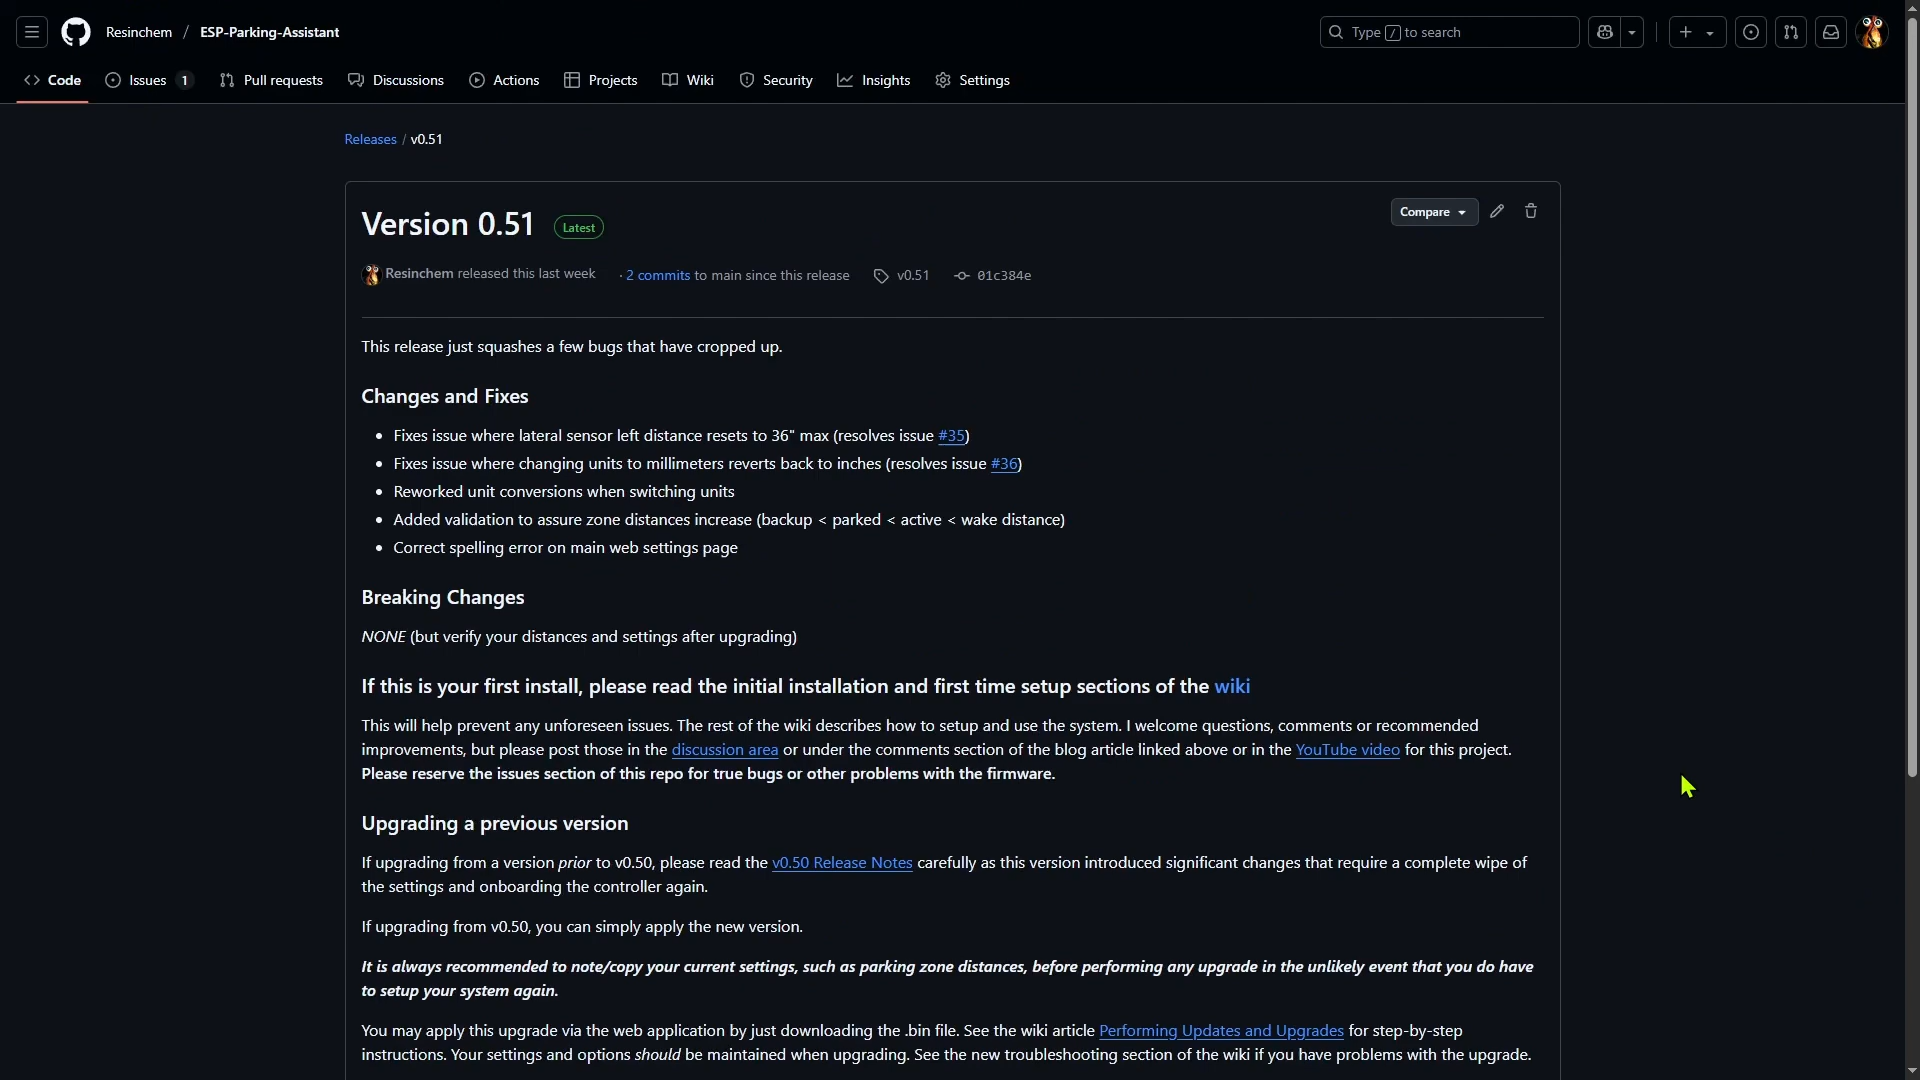 Resinchem / ESP-Parking-Assistant
Type / to search
Code
Issues 1
Pull requests
Discussions
Actions
Projects
Wiki
Security
Insights
Settings
Releases / v0.51
Version 0.51 Latest
Compare
Resinchem released this last week · 2 commits to main since this release v0.51 01c384e
This release just squashes a few bugs that have cropped up.
Changes and Fixes
• Fixes issue where lateral sensor left distance resets to 36" max (resolves issue #35)
• Fixes issue where changing units to millimeters reverts back to inches (resolves issue #36)
• Reworked unit conversions when switching units
• Added validation to assure zone distances increase (backup < parked < active < wake distance)
• Correct spelling error on main web settings page
Breaking Changes
NONE (but verify your distances and settings after upgrading)
If this is your first install, please read the initial installation and first time setup sections of the wiki
This will help prevent any unforeseen issues. The rest of the wiki describes how to setup and use the system. I welcome questions, comments or recommended
improvements, but please post those in the discussion area or under the comments section of the blog article linked above or in the YouTube video for this project.
Please reserve the issues section of this repo for true bugs or other problems with the firmware.
Upgrading a previous version
If upgrading from a version prior to v0.50, please read the v0.50 Release Notes carefully as this version introduced significant changes that require a complete wipe of
the settings and onboarding the controller again.
If upgrading from v0.50, you can simply apply the new version.
It is always recommended to note/copy your current settings, such as parking zone distances, before performing any upgrade in the unlikely event that you do have
to setup your system again.
You may apply this upgrade via the web application by just downloading the .bin file. See the wiki article Performing Updates and Upgrades for step-by-step
instructions. Your settings and options should be maintained when upgrading. See the new troubleshooting section of the wiki if you have problems with the upgrade.